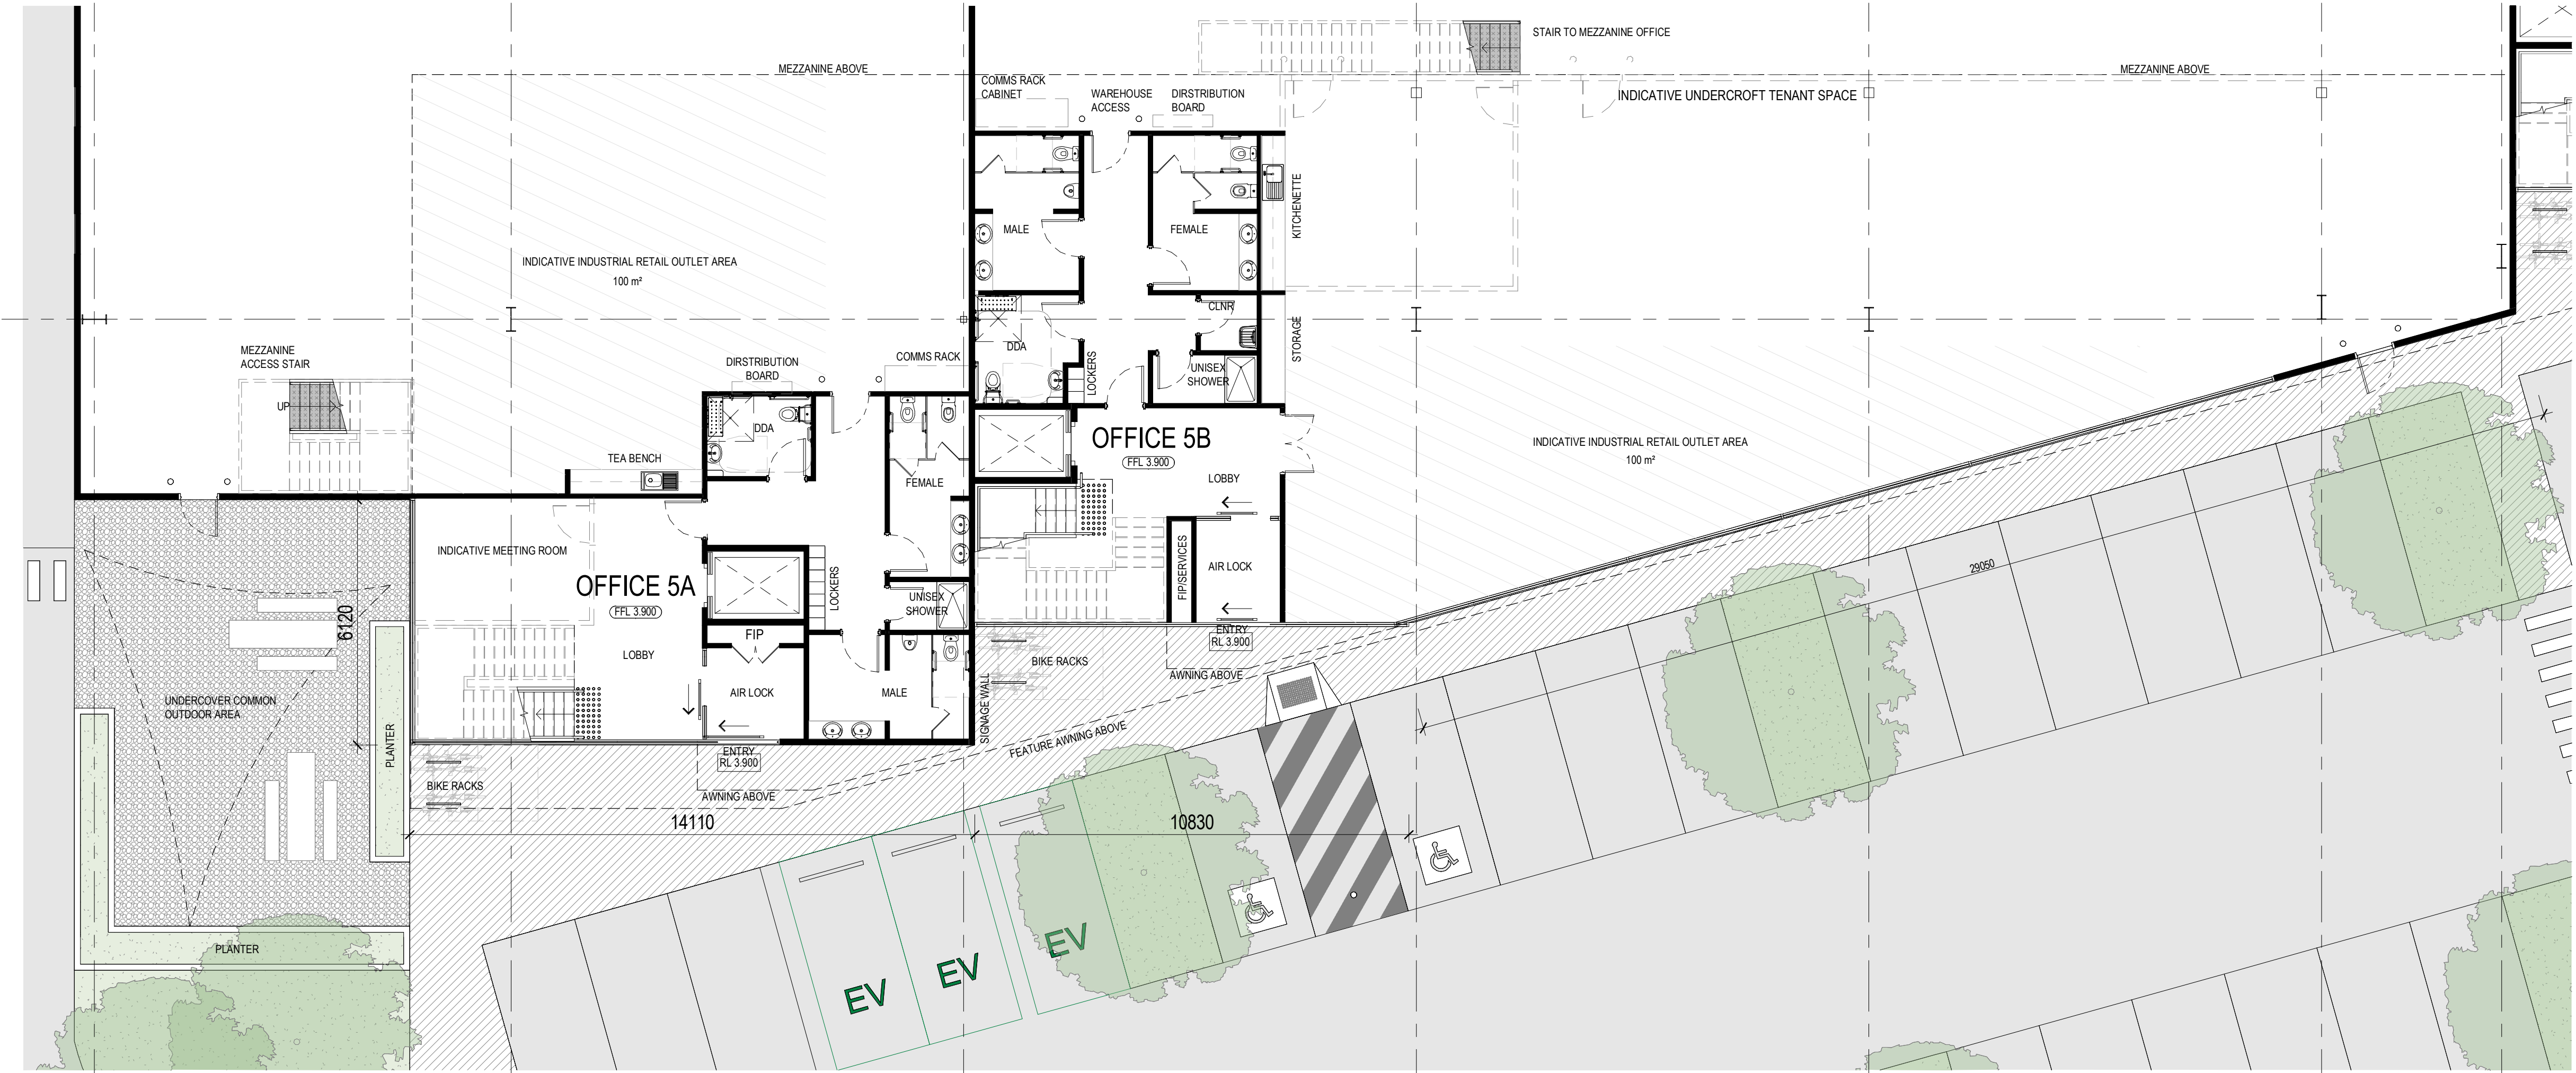 STAIR TO MEZZANINE OFFICE
MEZZANINE ABOVE
MEZZANINE ABOVE
COMMS RACK
CABINET
WAREHOUSE
ACCESS
DIRSTRIBUTION
BOARD
INDICATIVE UNDERCROFT TENANT SPACE
KITCHENETTE
MALE
FEMALE
INDICATIVE INDUSTRIAL RETAIL OUTLET AREA
100 m²
CLNR
STORAGE
DDA
LOCKERS
UNISEX
SHOWER
MEZZANINE
ACCESS STAIR
UP
DIRSTRIBUTION
BOARD
COMMS RACK
DDA
TEA BENCH
FEMALE
OFFICE 5B
FFL 3.900
LOBBY
INDICATIVE INDUSTRIAL RETAIL OUTLET AREA
100 m²
INDICATIVE MEETING ROOM
OFFICE 5A
FFL 3.900
LOCKERS
UNISEX
SHOWER
FIP/SERVICES
AIR LOCK
29050
6120
FIP
LOBBY
ENTRY
RL 3.900
BIKE RACKS
AWNING ABOVE
AIR LOCK
MALE
SIGNAGE WALL
UNDERCOVER COMMON
OUTDOOR AREA
PLANTER
FEATURE AWNING ABOVE
ENTRY
RL 3.900
BIKE RACKS
AWNING ABOVE
14110
10830
PLANTER
EV
EV
EV